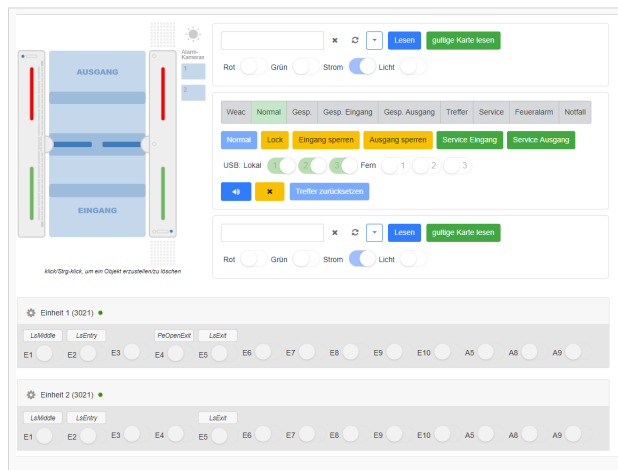 Lesen gultige Karte lesen
Alarm-
Kameras
Rot Grün Strom Licht
1
AUSGANG
2
Weac Normal Gesp. Gesp. Eingang Gesp. Ausgang Treffer Service Feueralarm Notfall
Normal Lock Eingang sperren Ausgang sperren Service Eingang Service Ausgang
USB: Lokal 1 2 3 Fern 1 2 3
Treffer zurücksetzen
EINGANG
Lesen gultige Karte lesen
Rot Grün Strom Licht
klick/Strg-klick, um ein Objekt erzustellen/zu löschen
Einheit 1 (3021)
LsMiddle LsEntry PeOpenExit LsExit
E1 E2 E3 E4 E5 E6 E7 E8 E9 E10 A5 A8 A9
Einheit 2 (3021)
LsMiddle LsEntry LsExit
E1 E2 E3 E4 E5 E6 E7 E8 E9 E10 A5 A8 A9